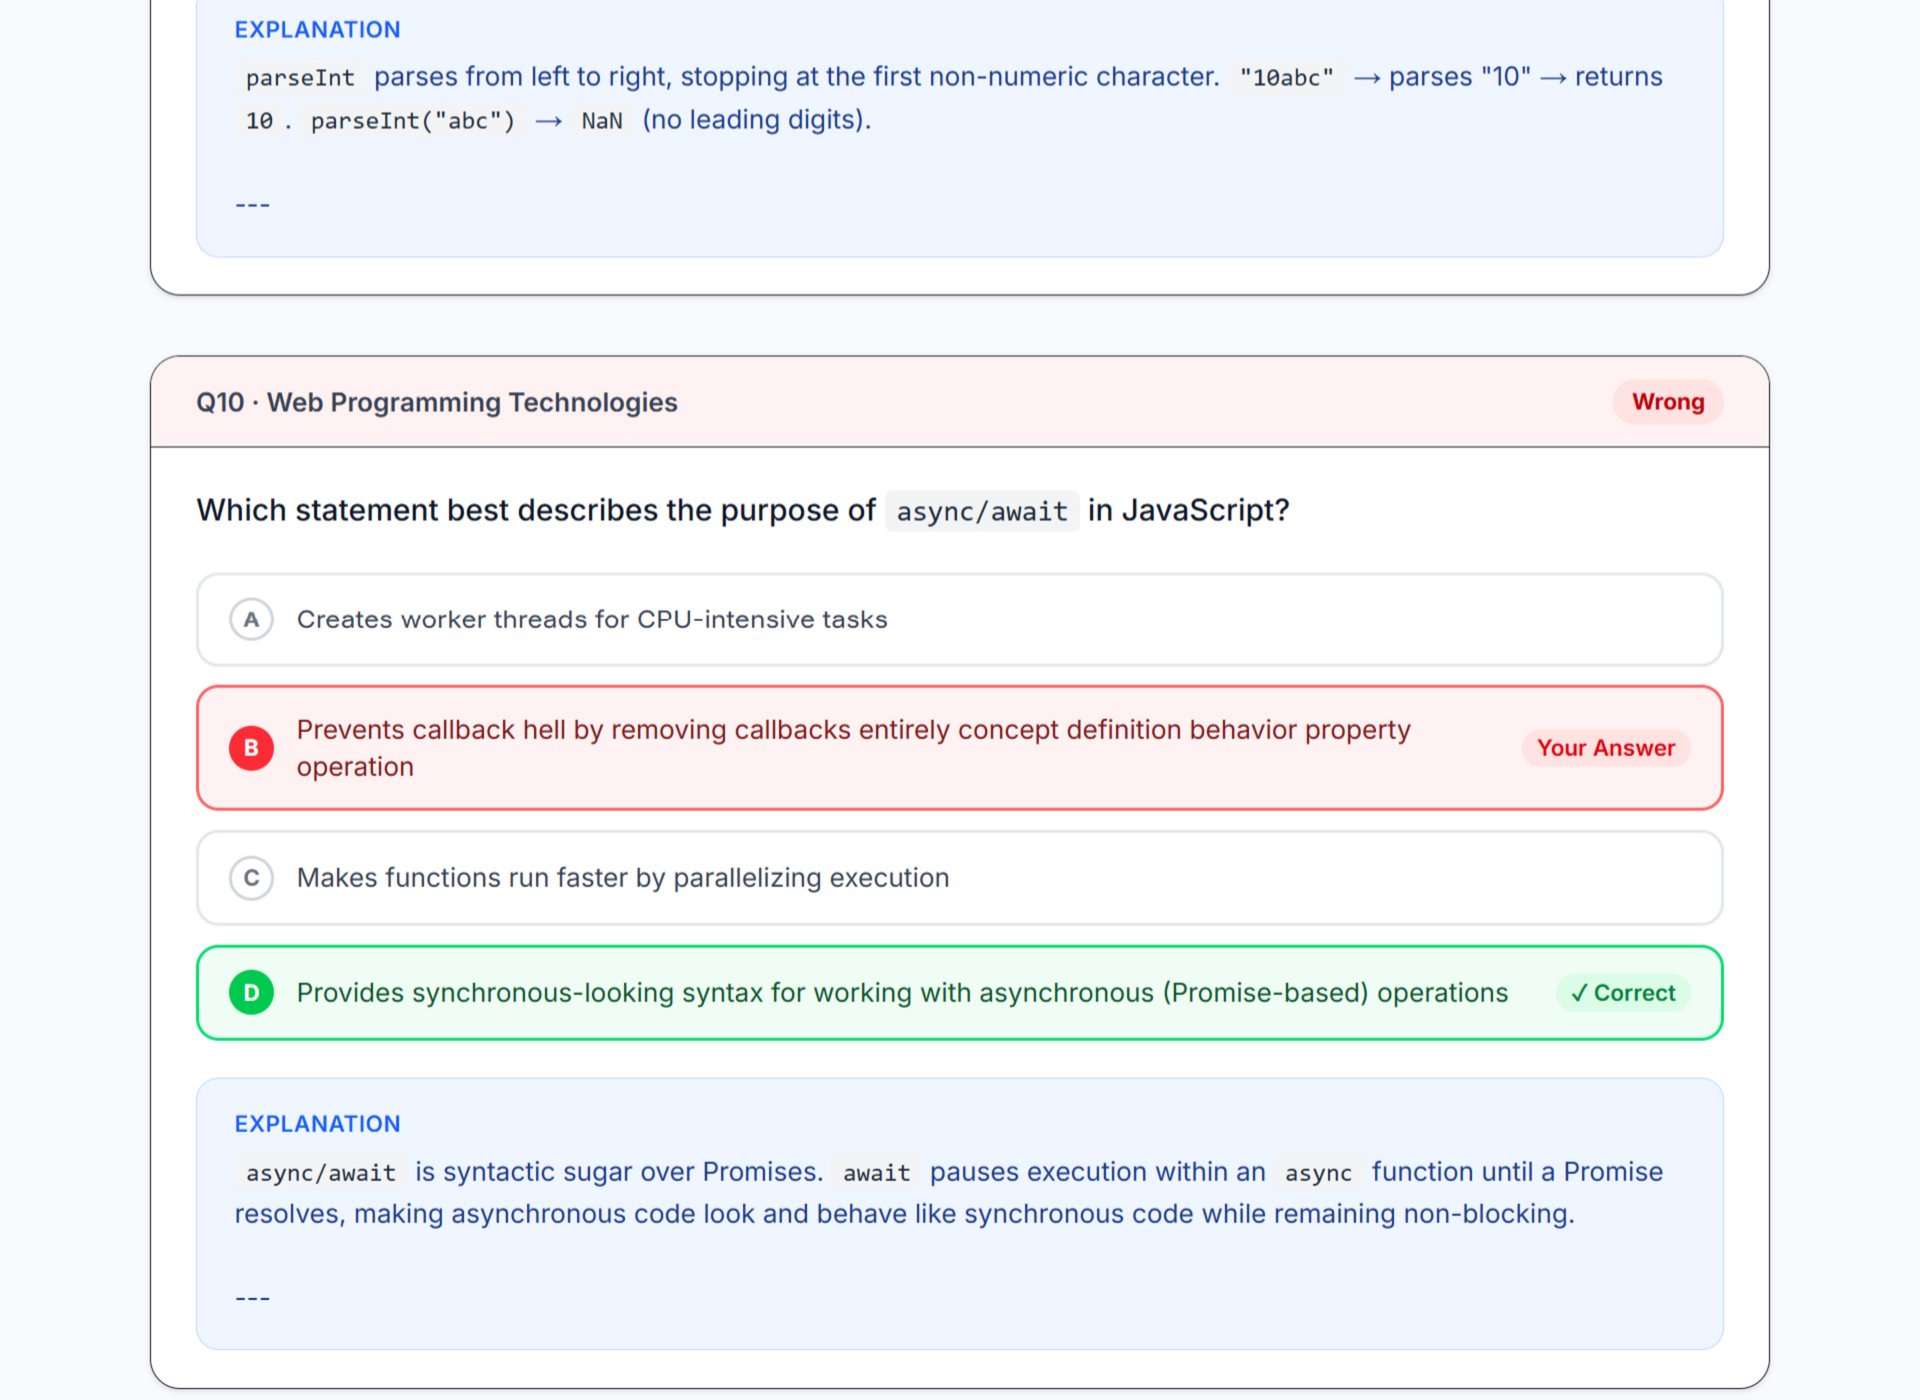 EXPLANATION
parseInt parses from left to right, stopping at the first non-numeric character. "10abc" → parses "10" → returns
10 . parseInt("abc") → NaN (no leading digits).
---
Q10 · Web Programming Technologies
Wrong
Which statement best describes the purpose of async/await in JavaScript?
A Creates worker threads for CPU-intensive tasks
B Prevents callback hell by removing callbacks entirely concept definition behavior property
operation
Your Answer
C Makes functions run faster by parallelizing execution
D Provides synchronous-looking syntax for working with asynchronous (Promise-based) operations ✓ Correct
EXPLANATION
async/await is syntactic sugar over Promises. await pauses execution within an async function until a Promise
resolves, making asynchronous code look and behave like synchronous code while remaining non-blocking.
---